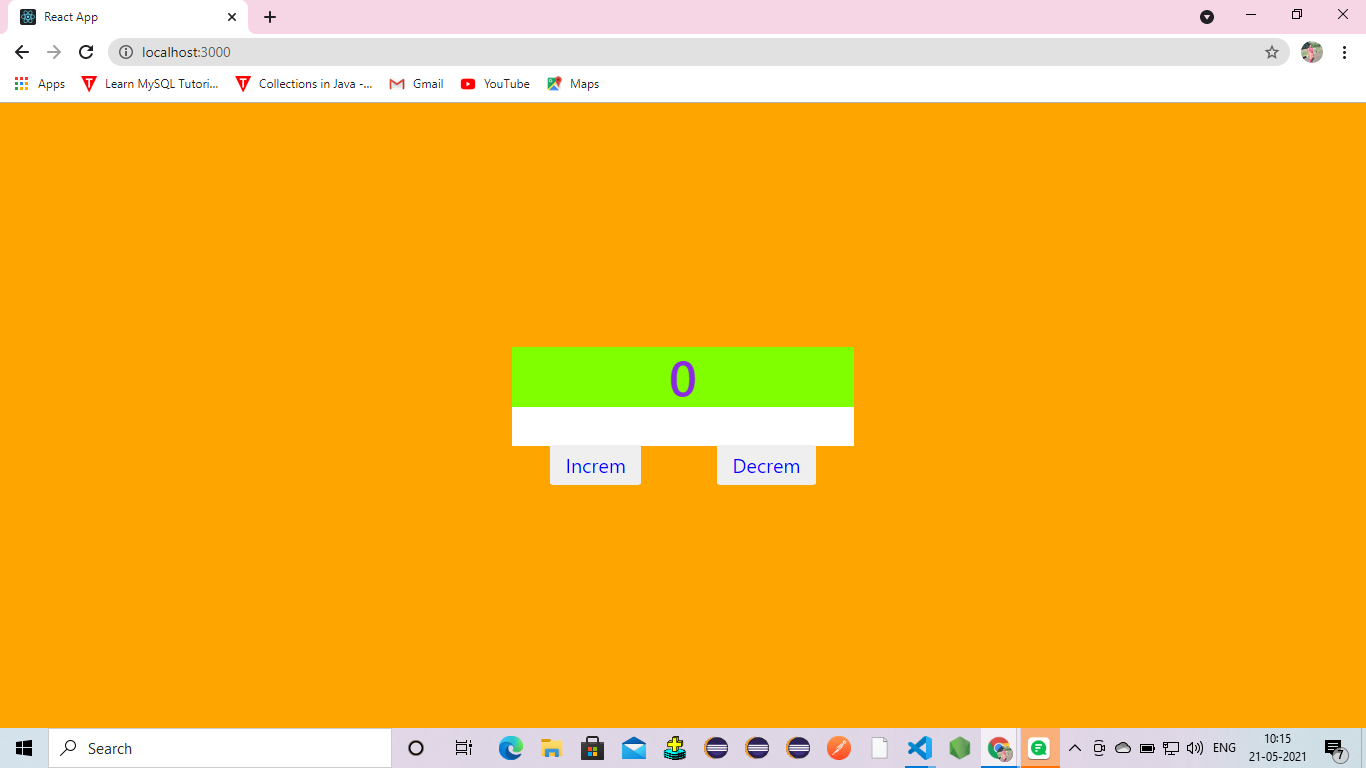 React App
localhost:3000
Apps Learn MySQL Tutori... Collections in Java -... Gmail YouTube Maps
0
Increm Decrem
Search ENG 10:15
21-05-2021
7